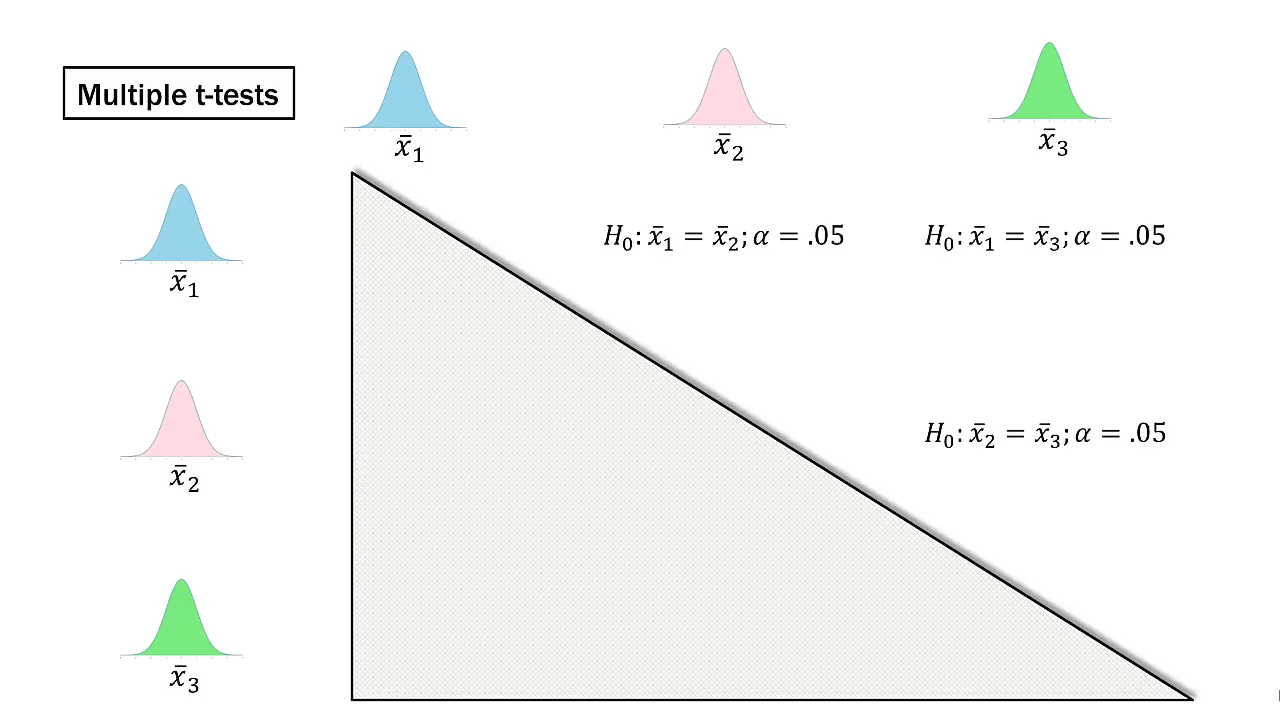 Multiple t-tests
x̄₁
x̄₂
x̄₃
x̄₁
H₀: x̄₁ = x̄₂; α = .05
H₀: x̄₁ = x̄₃; α = .05
x̄₂
H₀: x̄₂ = x̄₃; α = .05
x̄₃